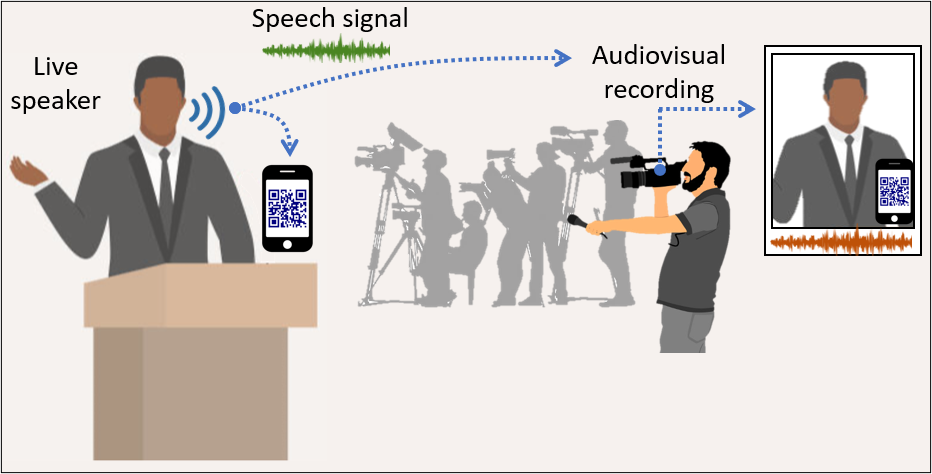 Speech signal
Live
speaker
Audiovisual
recording